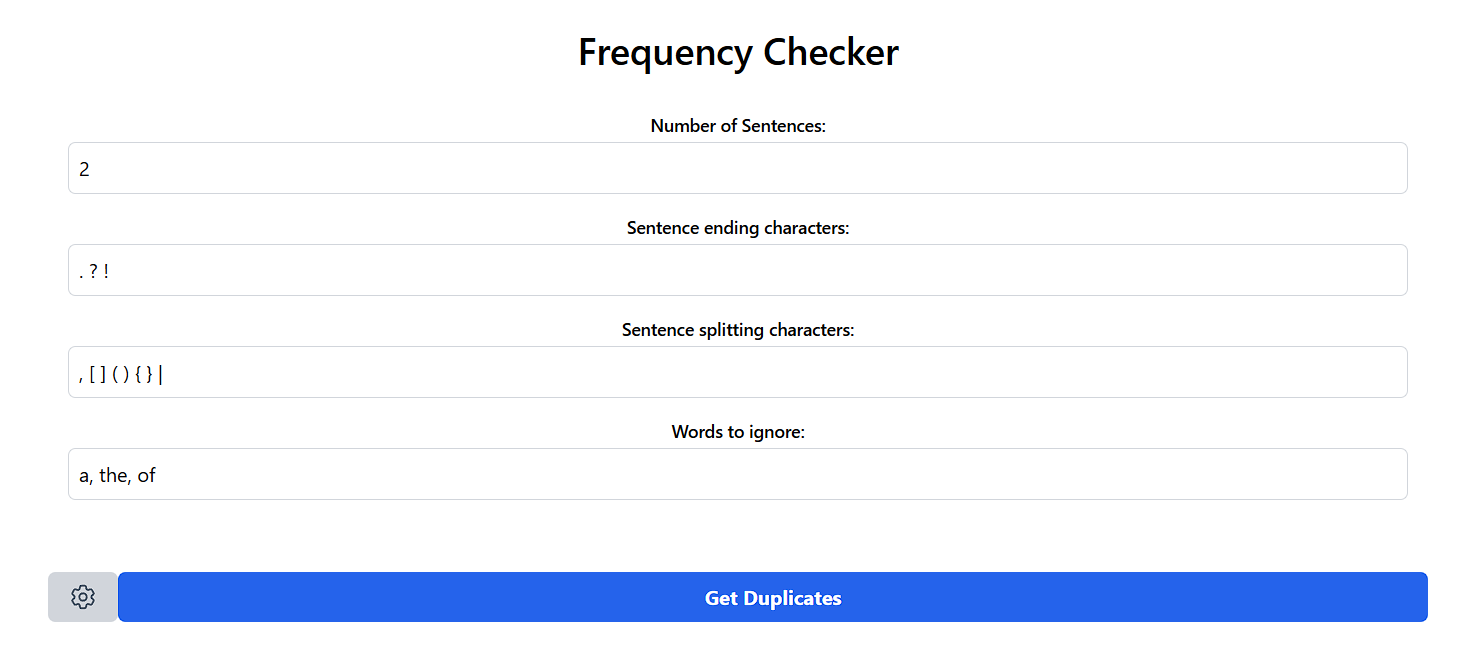 Frequency Checker
Number of Sentences:
2
Sentence ending characters:
. ? !
Sentence splitting characters:
, [ ] ( ) { } |
Words to ignore:
a, the, of
Get Duplicates